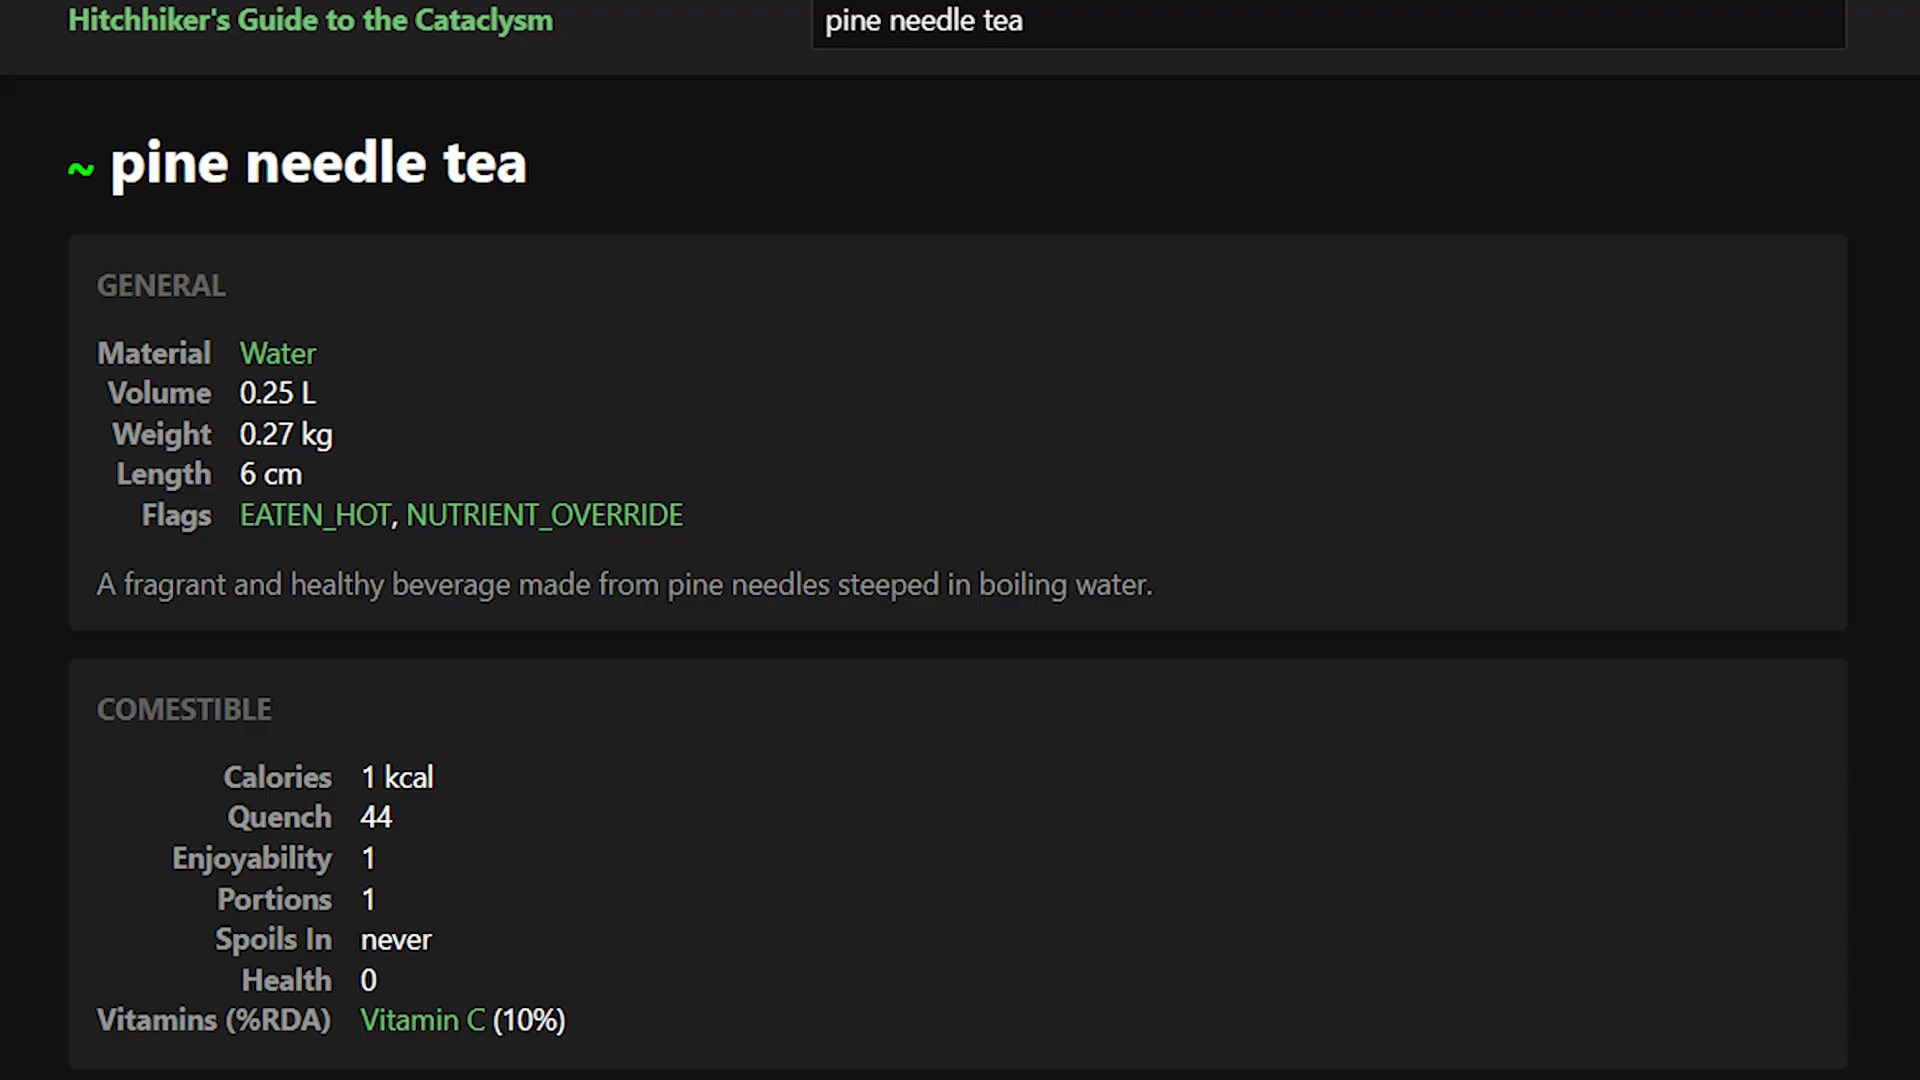 Hitchhiker's Guide to the Cataclysm
pine needle tea
~ pine needle tea
GENERAL
Material Water
Volume 0.25 L
Weight 0.27 kg
Length 6 cm
Flags EATEN_HOT, NUTRIENT_OVERRIDE
A fragrant and healthy beverage made from pine needles steeped in boiling water.
COMESTIBLE
Calories 1 kcal
Quench 44
Enjoyability 1
Portions 1
Spoils In never
Health 0
Vitamins (%RDA) Vitamin C (10%)